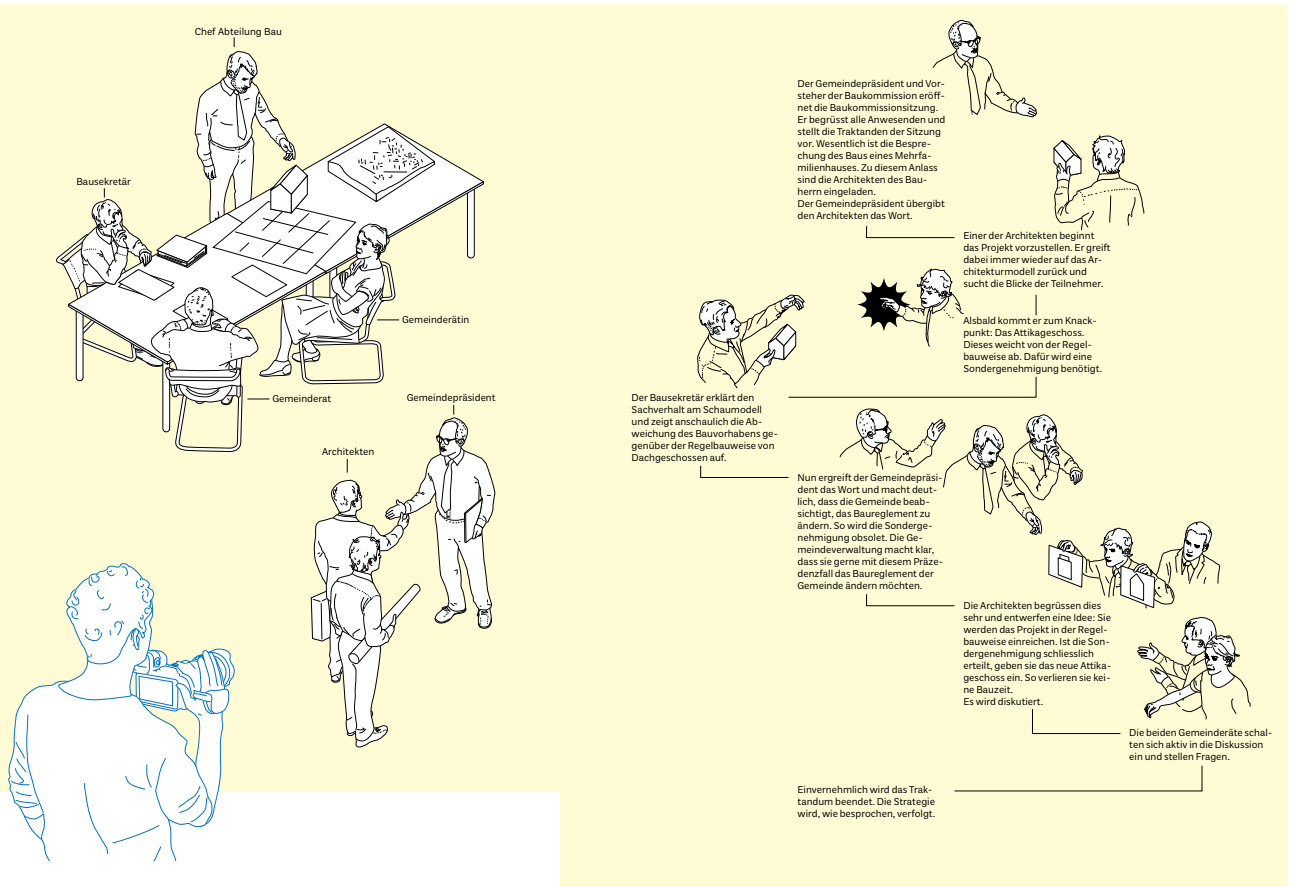 Chef Abteilung Bau
Bausekretär
Gemeinderätin
Gemeinderat
Gemeindepräsident
Architekten
Der Gemeindepräsident und Vor-
steher der Baukommission eröff-
net die Baukommissionsitzung.
Er begrüsst alle Anwesenden und
stellt die Traktanden der Sitzung
vor. Wesentlich ist die Bespre-
chung des Baus eines Mehrfa-
milienhauses. Zu diesem Anlass
sind die Architekten des Bau-
herrn eingeladen.
Der Gemeindepräsident übergibt
den Architekten das Wort.
Einer der Architekten beginnt
das Projekt vorzustellen. Er greift
dabei immer wieder auf das Ar-
chitekturmodell zurück und
sucht die Blicke der Teilnehmer.
Alsbald kommt er zum Knack-
punkt: Das Attikageschoss.
Dieses weicht von der Regel-
bauweise ab. Dafür wird eine
Sondergenehmigung benötigt.
Der Bausekretär erklärt den
Sachverhalt am Schaumodell
und zeigt anschaulich die Ab-
weichung des Bauvorhabens ge-
genüber der Regelbauweise von
Dachgeschossen auf.
Nun ergreift der Gemeindepräsi-
dent das Wort und macht deut-
lich, dass die Gemeinde beab-
sichtigt, das Baureglement zu
ändern. So wird die Sonderge-
nehmigung obsolet. Die Ge-
meindeverwaltung macht klar,
dass sie gerne mit diesem Präze-
denzfall das Baureglement der
Gemeinde ändern möchten.
Die Architekten begrüssen dies
sehr und entwerfen eine Idee: Sie
werden das Projekt in der Regel-
bauweise einreichen. Ist die Son-
dergenehmigung schliesslich
erteilt, geben sie das neue Attika-
geschoss ein. So verlieren sie kei-
ne Bauzeit.
Es wird diskutiert.
Die beiden Gemeinderäte schal-
ten sich aktiv in die Diskussion
ein und stellen Fragen.
Einvernehmlich wird das Trak-
tandum beendet. Die Strategie
wird, wie besprochen, verfolgt.